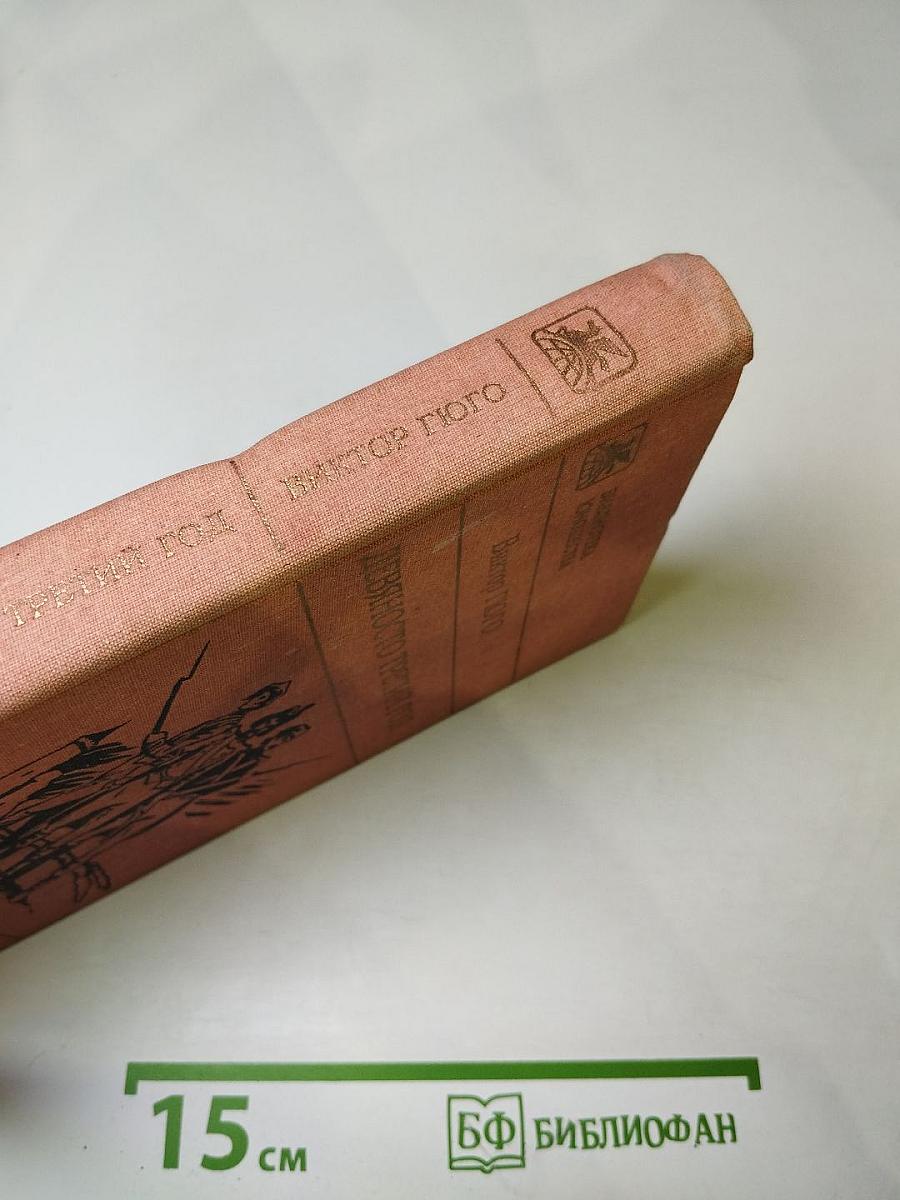 ТРЕТИЙ ГОД
ВИКТОР ГЮГО
Виктор Гюго
ДЕВЯНОСТО ТРЕТИЙ ГОД
15 см
БФ БИБЛИОФАН